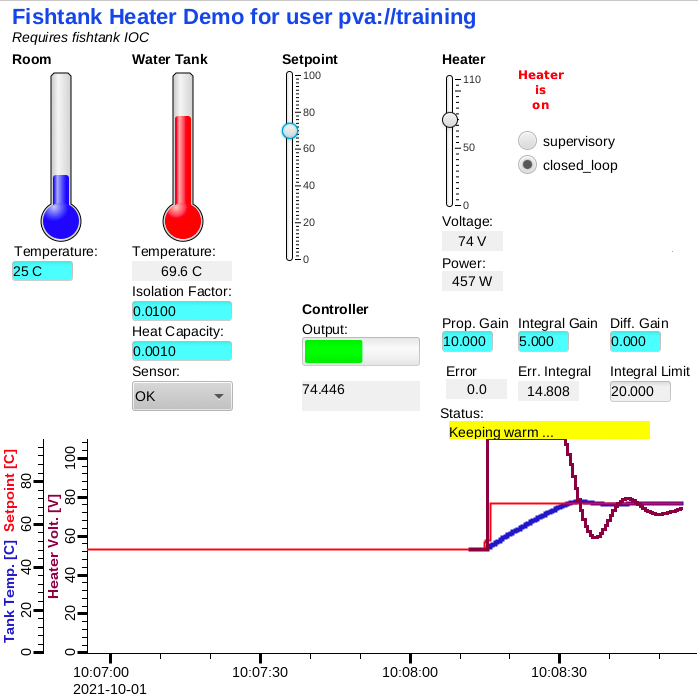 Fishtank Heater Demo for user pva://training
Requires fishtank IOC
Room
Water Tank
Setpoint
Heater
100
80
60
40
20
0
110
50
0
Heater
is
on
supervisory
closed_loop
Voltage:
74 V
Power:
457 W
Temperature:
25 C
Temperature:
69.6 C
Isolation Factor:
0.0100
Heat Capacity:
0.0010
Sensor:
OK
Controller
Output:
74.446
Prop. Gain
Integral Gain
Diff. Gain
10.000
5.000
0.000
Error
Err. Integral
Integral Limit
0.0
14.808
20.000
Status:
Keeping warm ...
Tank Temp. [C]
Setpoint [C]
80
60
40
20
0
Heater Volt. [V]
100
80
60
40
20
0
10:07:00
10:07:30
10:08:00
10:08:30
2021-10-01